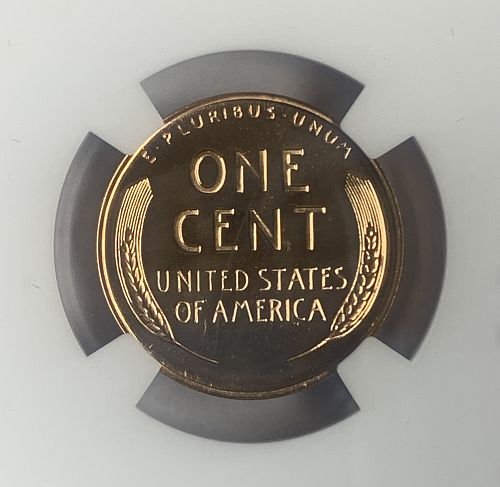 E · PLURIBUS · UNUM
ONE
CENT
UNITED STATES
OF AMERICA